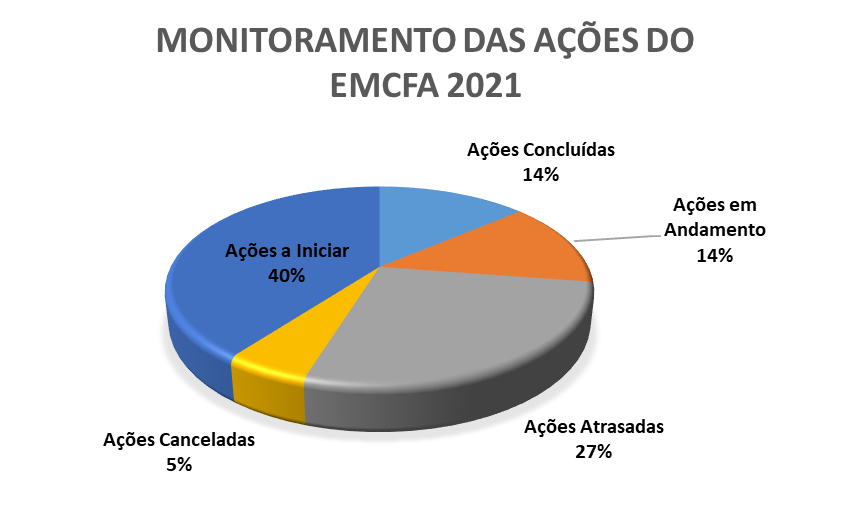 MONITORAMENTO DAS AÇÕES DO
EMCFA 2021
Ações Concluídas
14%
Ações em
Andamento
14%
Ações a Iniciar
40%
Ações Atrasadas
27%
Ações Canceladas
5%